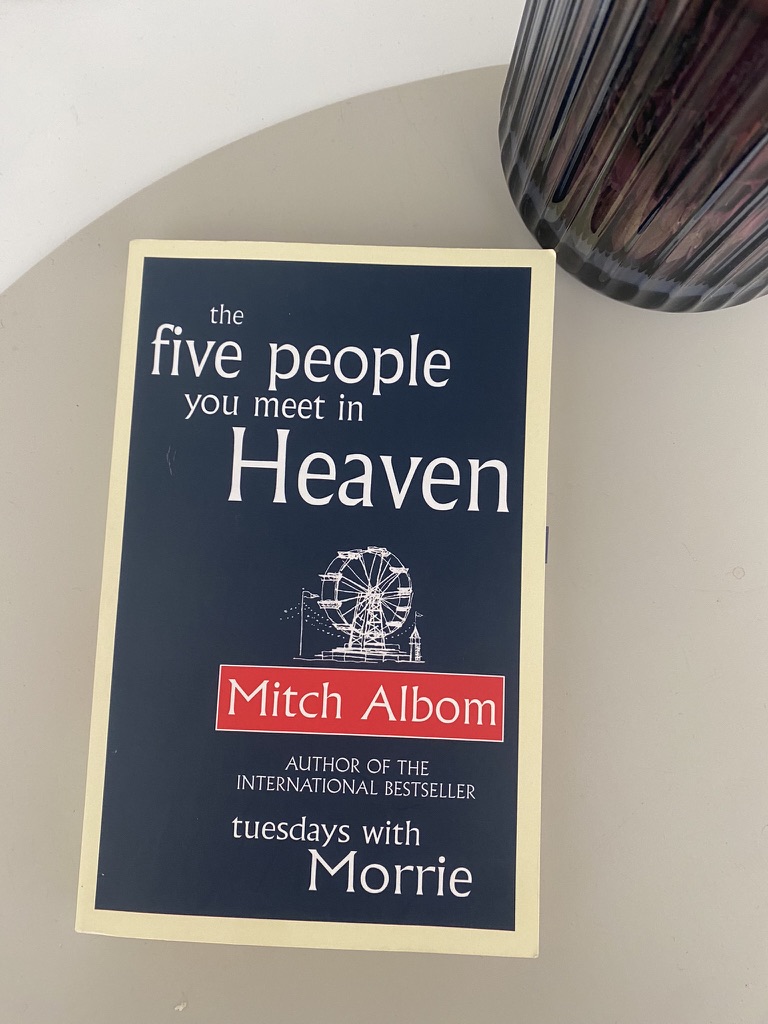 the
five people
you meet in
Heaven
Mitch Albom
AUTHOR OF THE
INTERNATIONAL BESTSELLER
tuesdays with
Morrie